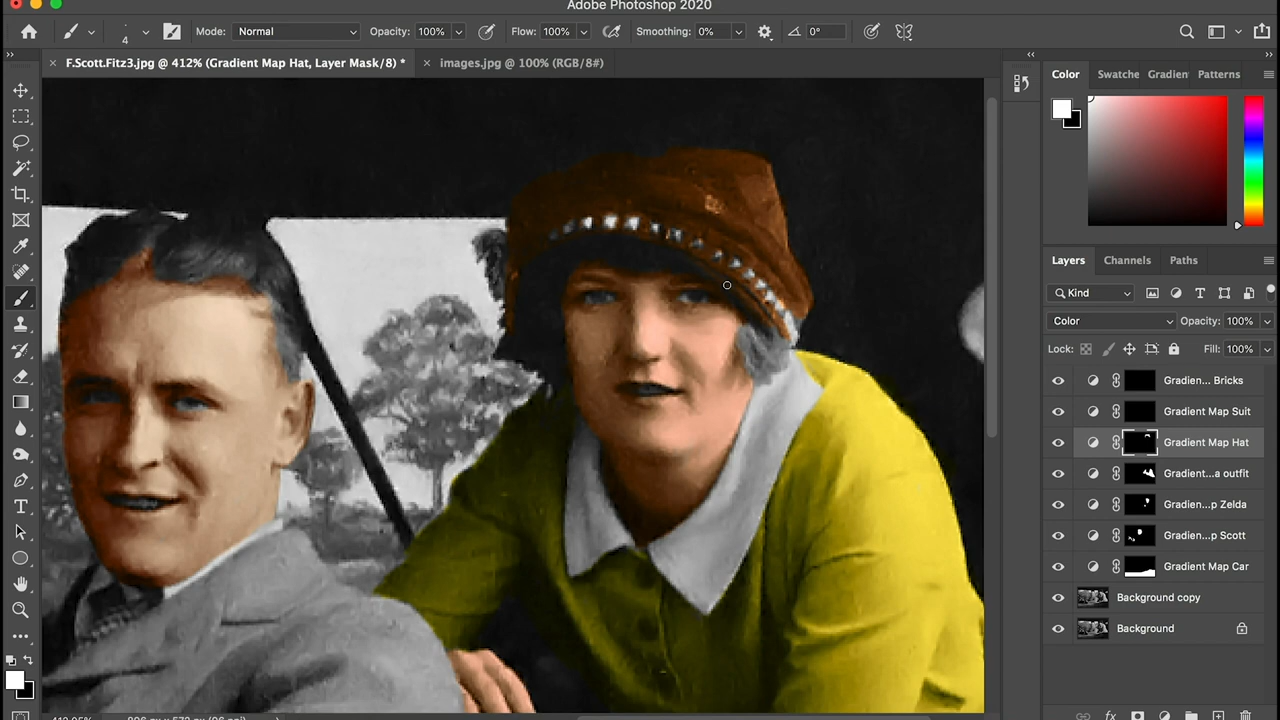 Adobe Photoshop 2020
4 Mode: Normal Opacity: 100% Flow: 100% Smoothing: 0% 0°
F.Scott.Fitz3.jpg @ 412% (Gradient Map Hat, Layer Mask/8) *
images.jpg @ 100% (RGB/8#)
Color Swatche Gradien Patterns
Layers Channels Paths
Kind
Color Opacity: 100%
Lock: Fill: 100%
Gradien... Bricks
Gradient Map Suit
Gradient Map Hat
Gradient...a outfit
Gradien...p Zelda
Gradien...p Scott
Gradient Map Car
Background copy
Background
fx